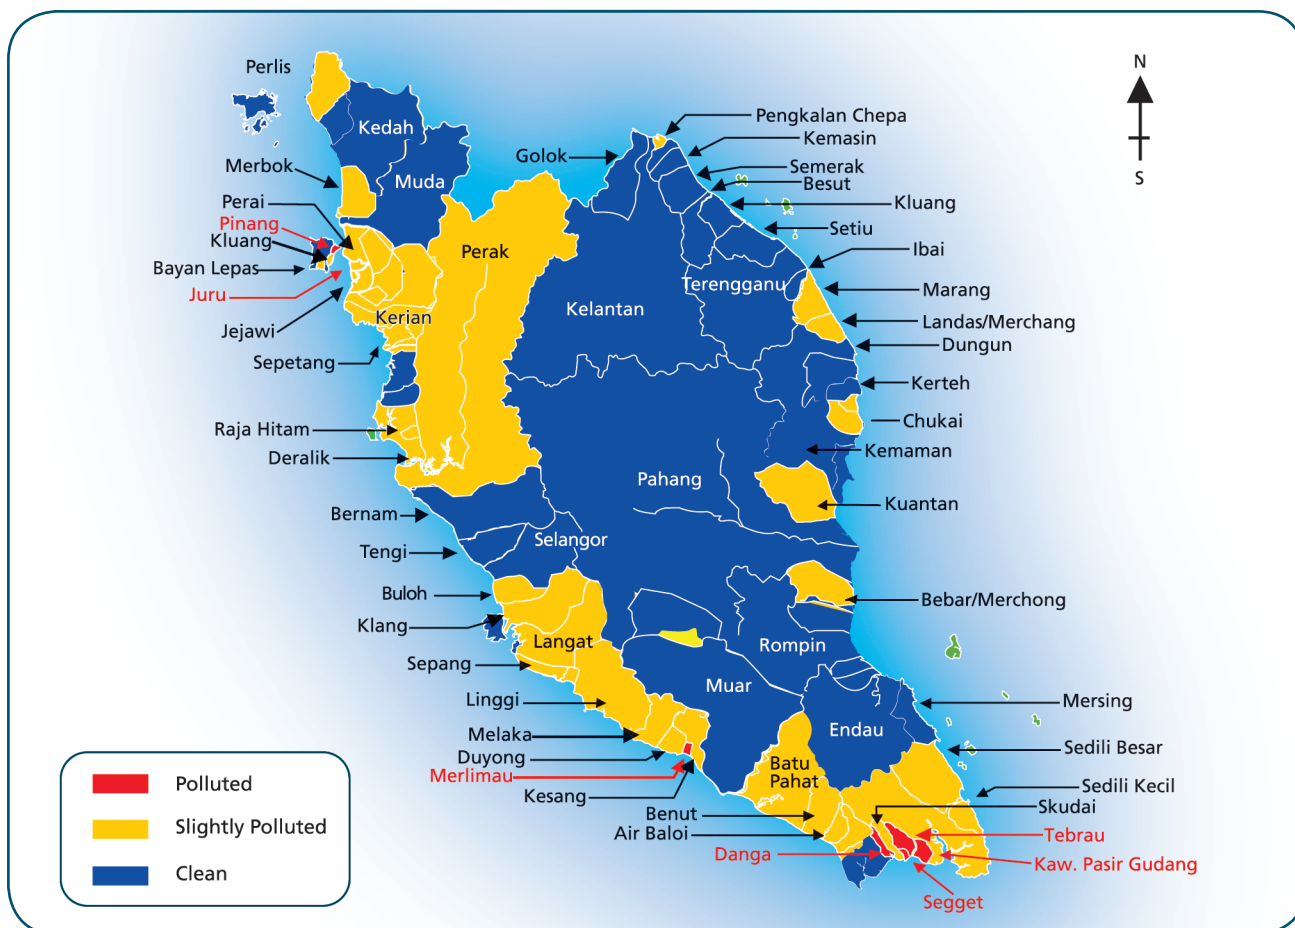 Perlis
N
S
Kedah
Pengkalan Chepa
Kemasin
Golok
Semerak
Merbok
Muda
Besut
Perai
Kluang
Pinang
Setiu
Kluang
Perak
Ibai
Bayan Lepas
Terengganu
Marang
Juru
Kelantan
Landas/Merchang
Kerian
Jejawi
Dungun
Sepetang
Kerteh
Chukai
Raja Hitam
Kemaman
Deralik
Pahang
Kuantan
Bernam
Selangor
Tengi
Buloh
Bebar/Merchong
Klang
Langat
Rompin
Sepang
Muar
Linggi
Mersing
Endau
Melaka
Sedili Besar
Duyong
Batu
Pahat
Merlimau
Sedili Kecil
Kesang
Skudai
Benut
Air Baloi
Tebrau
Danga
Kaw. Pasir Gudang
Segget
Polluted
Slightly Polluted
Clean